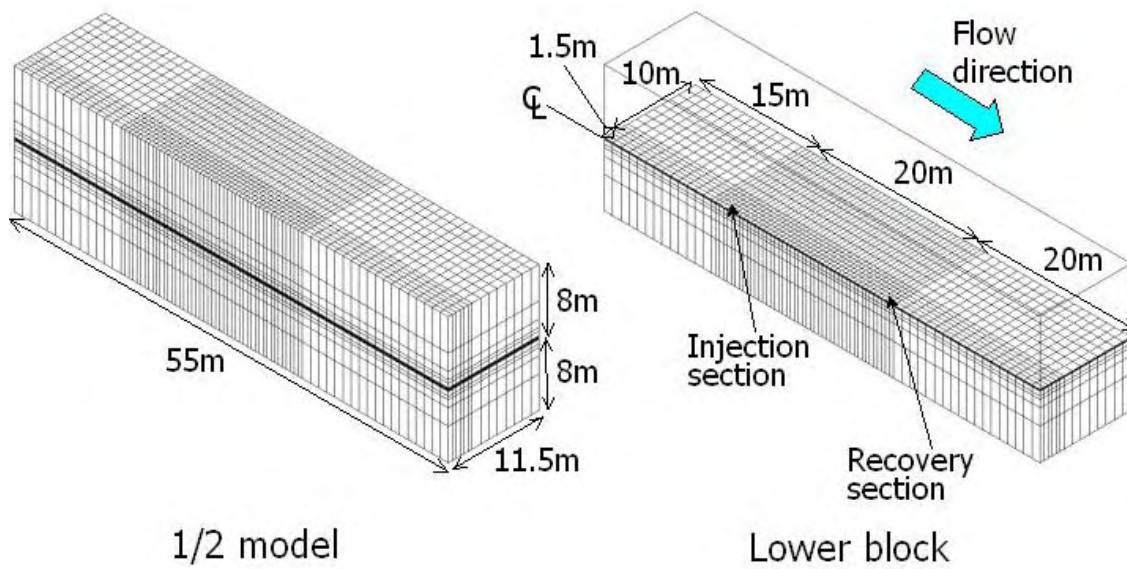 8m
8m
55m
11.5m
1/2 model
1.5m
10m
15m
20m
20m
℄
Flow
direction
Injection
section
Recovery
section
Lower block